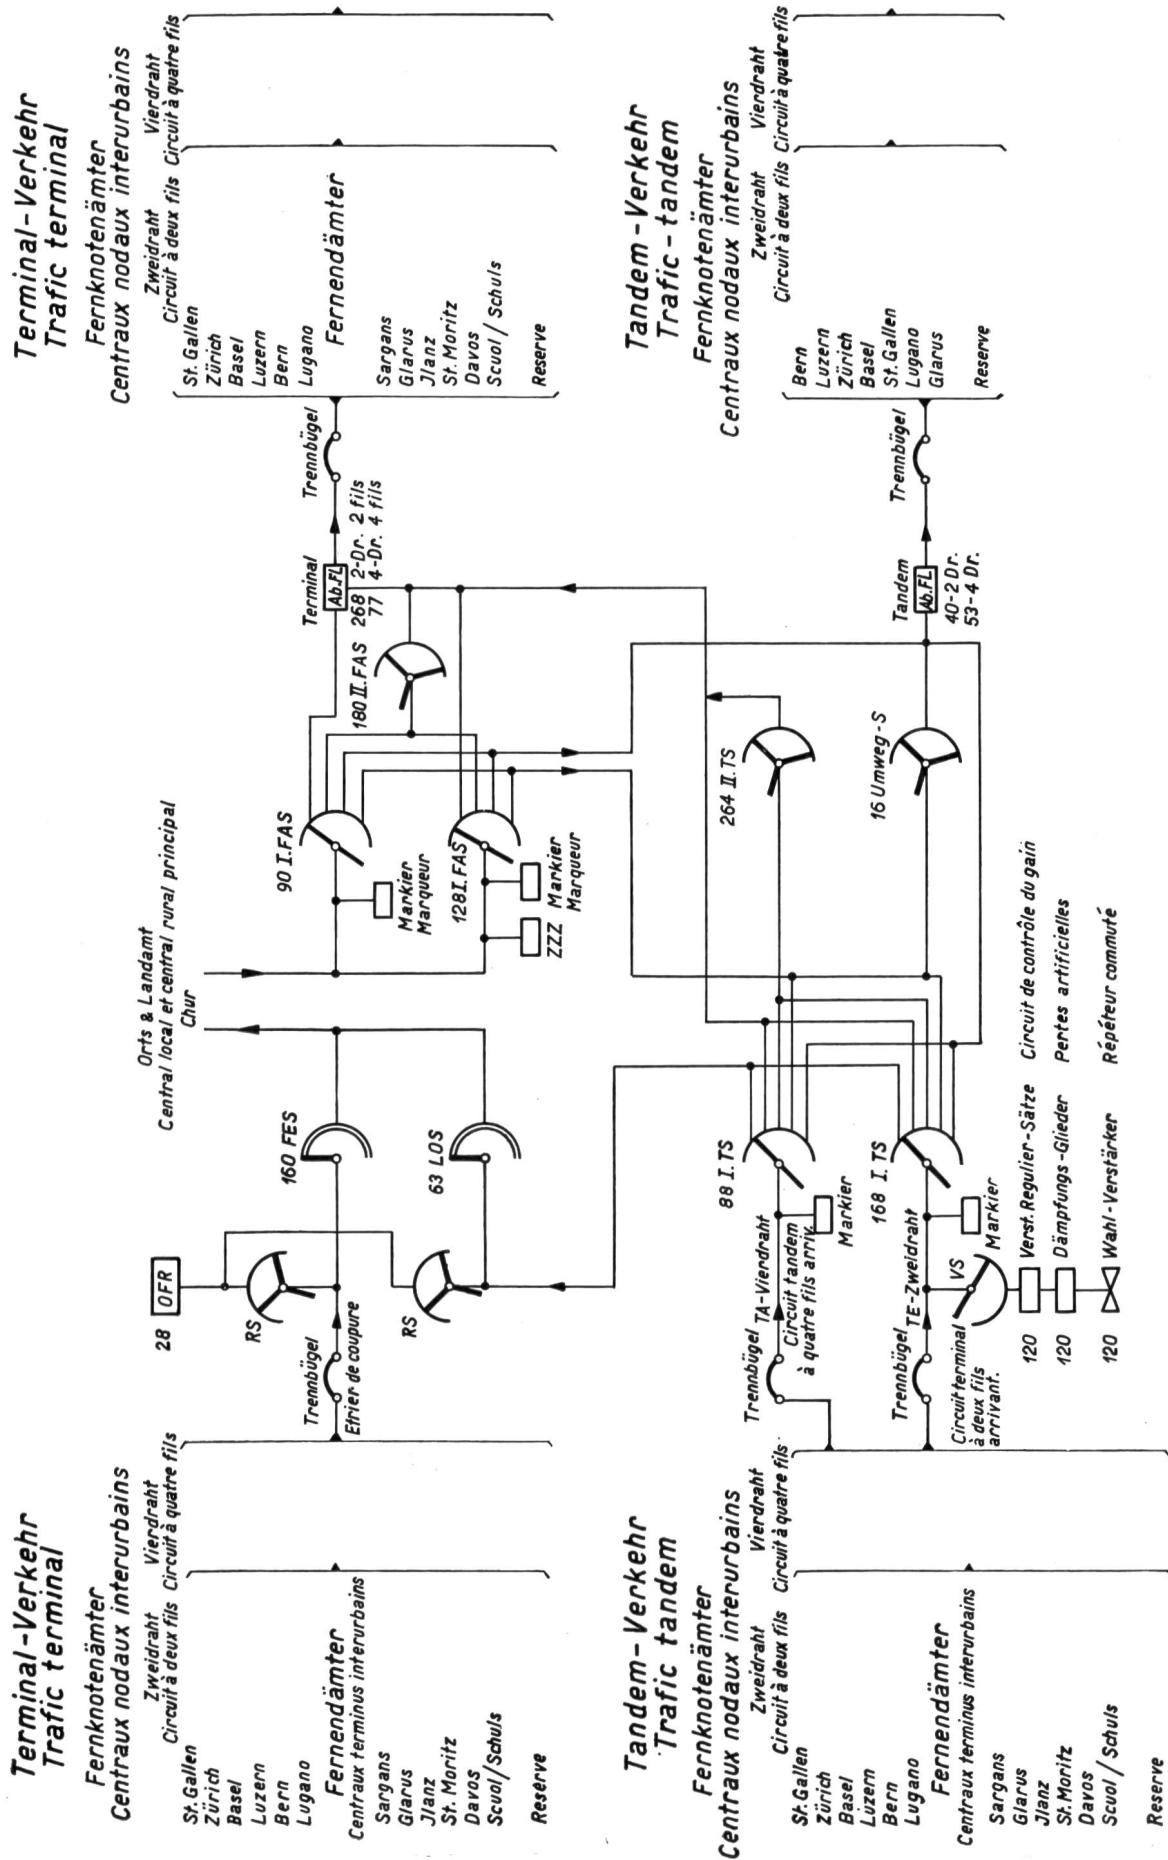 Terminal-Verkehr
Trafic terminal
Fernknotenämter
Centraux nodaux interurbains
Zweidraht Vierdraht
Circuit à deux fils Circuit à quatre fils
St. Gallen
Zürich
Basel
Luzern
Bern
Lugano
Fernendämter
Centraux terminus interurbains
Sargans
Glarus
Jlanz
St. Moritz
Davos
Scuol/Schuls
Reserve
Trennbügel
Etrier de coupure
28 OFR
RS
RS
160 FES
63 LOS
Orts & Landamt
Central local et central rural principal
Chur
90 I.FAS
Markier
Marqueur
128 I.FAS
ZZZ
Markier
Marqueur
180 II.FAS
Terminal
Ab.FL
268 2-Dr. 2 fils
77 4-Dr. 4 fils
Trennbügel
Terminal-Verkehr
Trafic terminal
Fernknotenämter
Centraux nodaux interurbains
Zweidraht Vierdraht
Circuit à deux fils Circuit à quatre fils
St. Gallen
Zürich
Basel
Luzern
Bern
Lugano
Fernendämter
Sargans
Glarus
Jlanz
St. Moritz
Davos
Scuol / Schuls
Reserve
Tandem-Verkehr
Trafic tandem
Fernknotenämter
Centraux nodaux interurbains
Zweidraht Vierdraht
Circuit à deux fils Circuit à quatre fils
St. Gallen
Zürich
Basel
Luzern
Bern
Lugano
Fernendämter
Centraux terminus interurbains
Sargans
Glarus
Jlanz
St. Moritz
Davos
Scuol / Schuls
Reserve
Trennbügel
TA-Vierdraht
Circuit tandem
à quatre fils arriv.
Markier
88 I.TS
Trennbügel
TE-Zweidraht
Circuit terminal
à deux fils
arrivant.
VS
Markier
168 I.TS
120 Verst. Regulier-Sätze Circuit de contrôle du gain
120 Dämpfungs-Glieder Pertes artificielles
120 Wahl-Verstärker Répéteur commuté
264 II.TS
16 Umweg-S
Tandem
Ab.FL
40-2 Dr.
53-4 Dr.
Trennbügel
Tandem-Verkehr
Trafic-tandem
Fernknotenämter
Centraux nodaux interurbains
Zweidraht Vierdraht
Circuit à deux fils Circuit à quatre fils
Bern
Luzern
Zürich
Basel
St. Gallen
Lugano
Glarus
Reserve